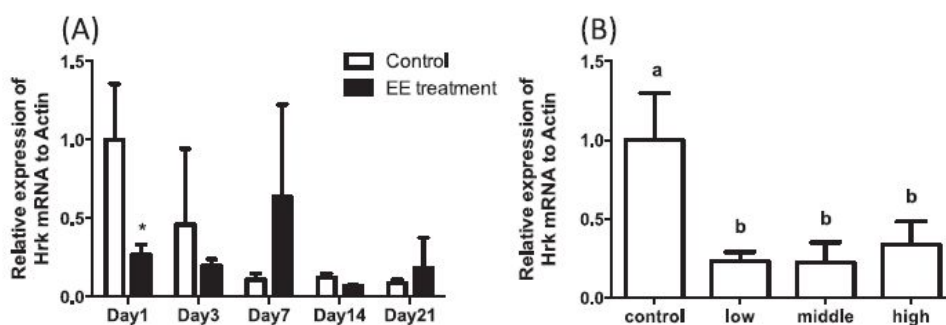 (A)
Relative expression of
Hrk mRNA to Actin
1.5
1.0
0.5
0.0
Control
EE treatment
*
Day1 Day3 Day7 Day14 Day21
(B)
Relative expression of
Hrk mRNA to Actin
1.5
1.0
0.5
0.0
a
b b b
control low middle high